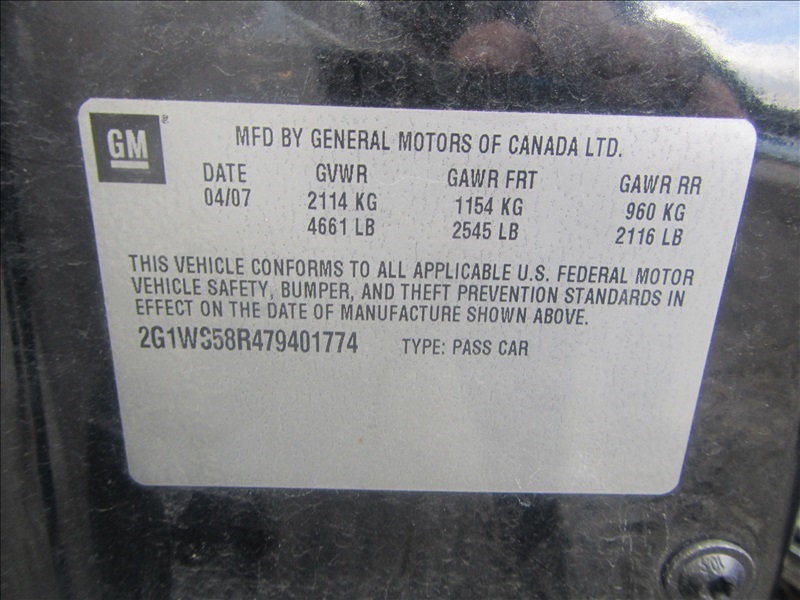 GM
MFD BY GENERAL MOTORS OF CANADA LTD.
DATE GVWR GAWR FRT GAWR RR
04/07 2114 KG 1154 KG 960 KG
4661 LB 2545 LB 2116 LB
THIS VEHICLE CONFORMS TO ALL APPLICABLE U.S. FEDERAL MOTOR
VEHICLE SAFETY, BUMPER, AND THEFT PREVENTION STANDARDS IN
EFFECT ON THE DATE OF MANUFACTURE SHOWN ABOVE.
2G1WS58R479401774 TYPE: PASS CAR